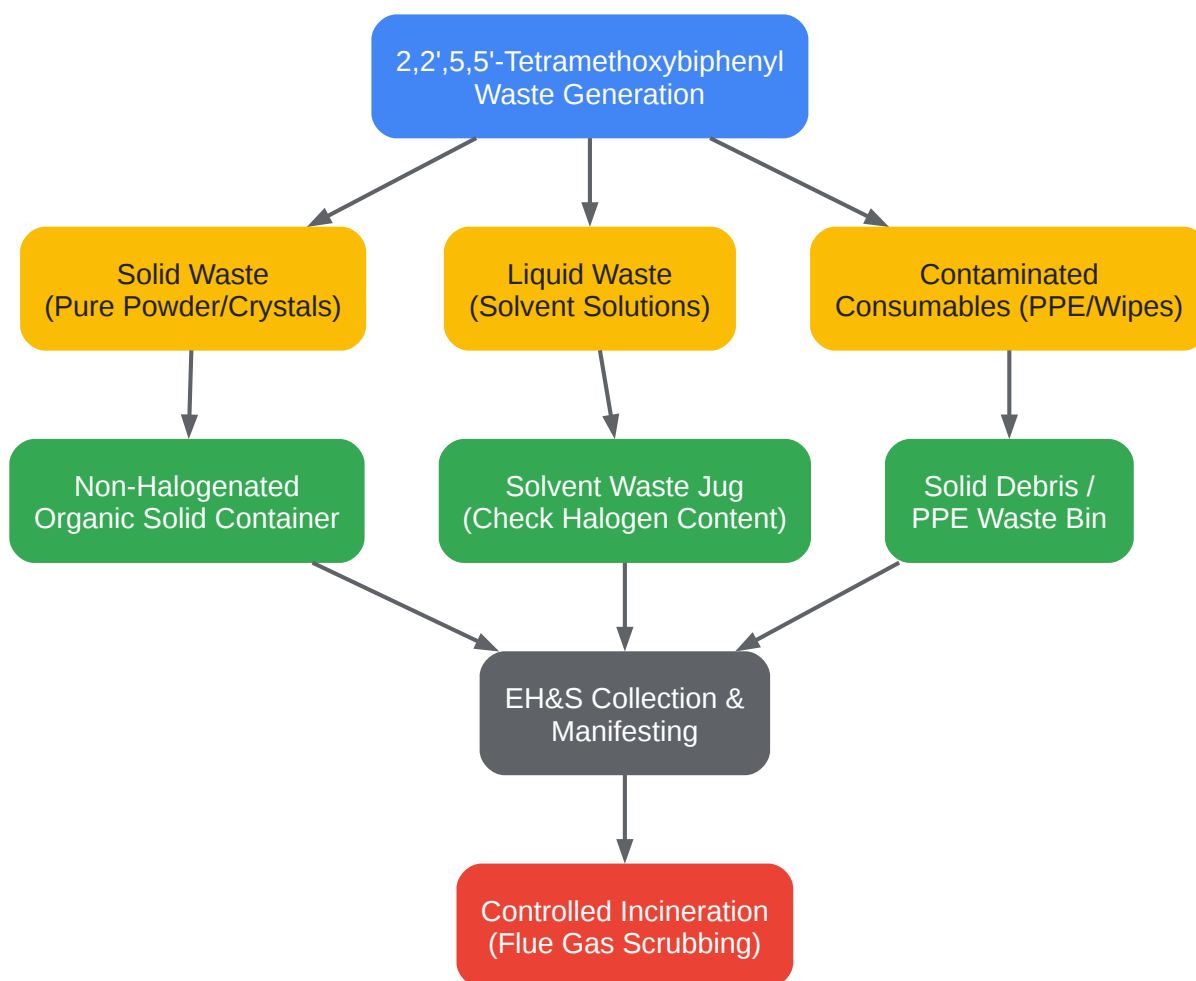 2,2',5,5'-Tetramethoxybiphenyl
Waste Generation
Solid Waste
(Pure Powder/Crystals)
Liquid Waste
(Solvent Solutions)
Contaminated
Consumables (PPE/Wipes)
Non-Halogenated
Organic Solid Container
Solvent Waste Jug
(Check Halogen Content)
Solid Debris /
PPE Waste Bin
EH&S Collection &
Manifesting
Controlled Incineration
(Flue Gas Scrubbing)